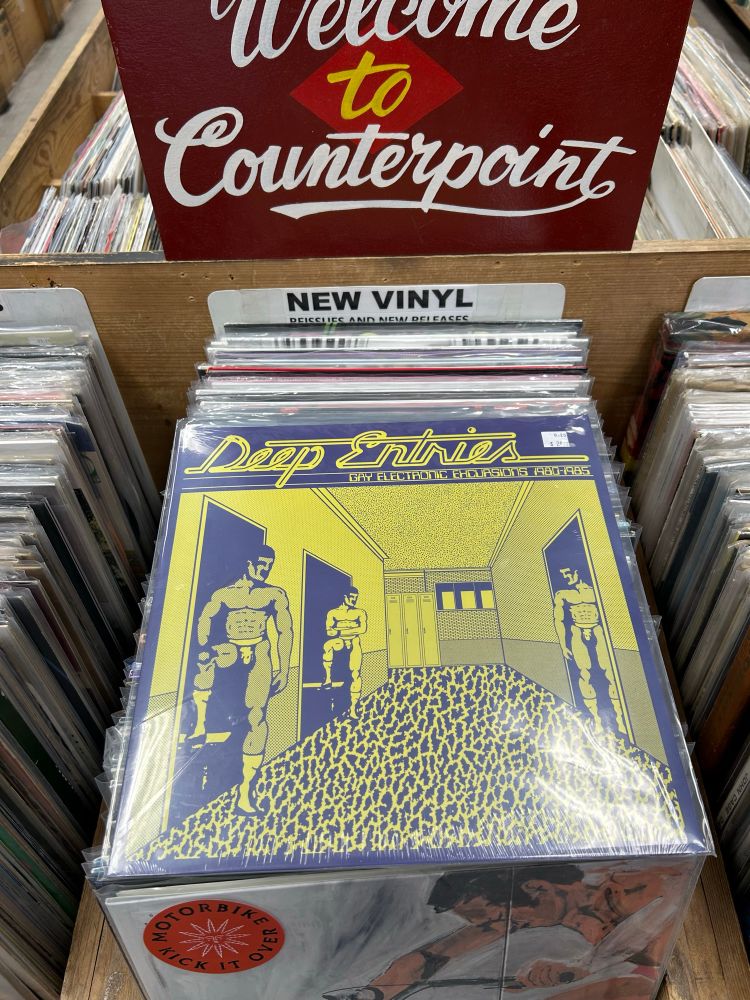 Welcome
to
Counterpoint
NEW VINYL
REISSUES AND NEW RELEASES
Deep Entries
GAY ELECTRONIC EXCURSIONS 1980-1985
MOTORBIKE
KICK IT OVER